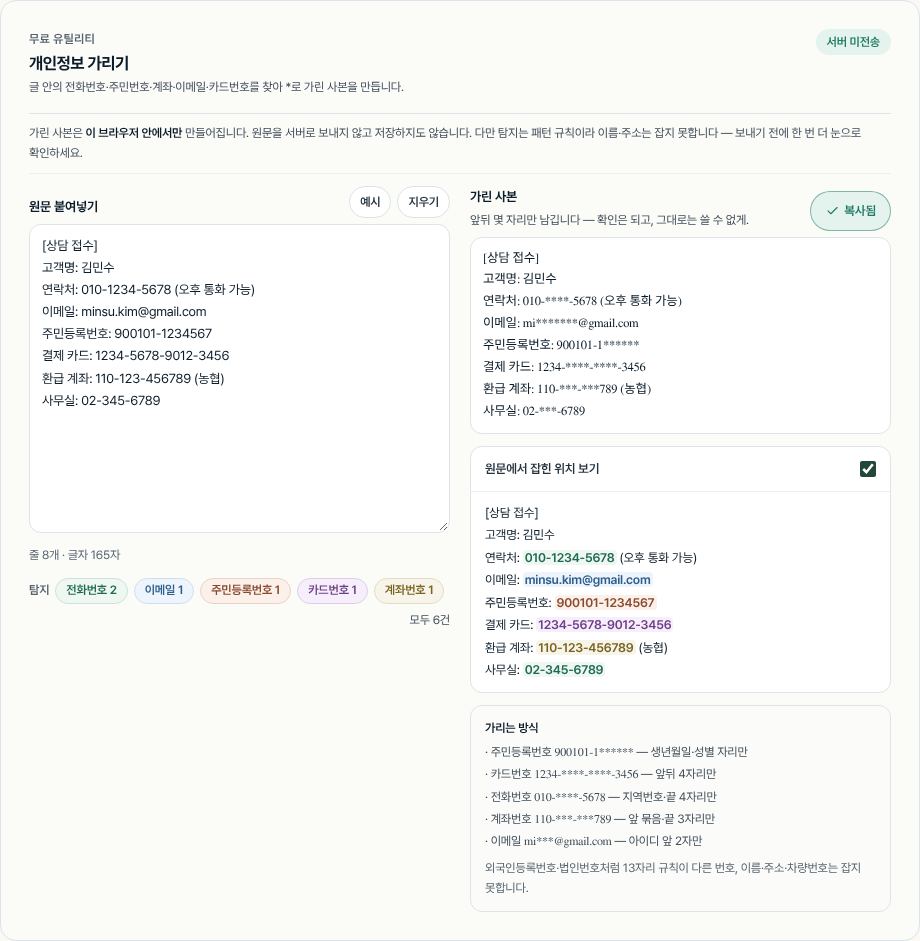 무료 유틸리티
서버 미전송
개인정보 가리기
글 안의 전화번호·주민번호·계좌·이메일·카드번호를 찾아 *로 가린 사본을 만듭니다.
가린 사본은 이 브라우저 안에서만 만들어집니다. 원문을 서버로 보내지 않고 저장하지도 않습니다. 다만 탐지는 패턴 규칙이라 이름·주소는 잡지 못합니다 — 보내기 전에 한 번 더 눈으로
확인하세요.
원문 붙여넣기
예시
지우기
[상담 접수]
고객명: 김민수
연락처: 010-1234-5678 (오후 통화 가능)
이메일: minsu.kim@gmail.com
주민등록번호: 900101-1234567
결제 카드: 1234-5678-9012-3456
환급 계좌: 110-123-456789 (농협)
사무실: 02-345-6789
줄 8개 · 글자 165자
탐지 전화번호 2 이메일 1 주민등록번호 1 카드번호 1 계좌번호 1
모두 6건
가린 사본
앞뒤 몇 자리만 남깁니다 — 확인은 되고, 그대로는 쓸 수 없게.
복사됨
[상담 접수]
고객명: 김민수
연락처: 010-****-5678 (오후 통화 가능)
이메일: mi*******@gmail.com
주민등록번호: 900101-1******
결제 카드: 1234-****-****-3456
환급 계좌: 110-***-***789 (농협)
사무실: 02-***-6789
원문에서 잡힌 위치 보기
[상담 접수]
고객명: 김민수
연락처: 010-1234-5678 (오후 통화 가능)
이메일: minsu.kim@gmail.com
주민등록번호: 900101-1234567
결제 카드: 1234-5678-9012-3456
환급 계좌: 110-123-456789 (농협)
사무실: 02-345-6789
가리는 방식
· 주민등록번호 900101-1****** — 생년월일·성별 자리만
· 카드번호 1234-****-****-3456 — 앞뒤 4자리만
· 전화번호 010-****-5678 — 지역번호·끝 4자리만
· 계좌번호 110-***-***789 — 앞 묶음·끝 3자리만
· 이메일 mi***@gmail.com — 아이디 앞 2자만
외국인등록번호·법인번호처럼 13자리 규칙이 다른 번호, 이름·주소·차량번호는 잡지
못합니다.